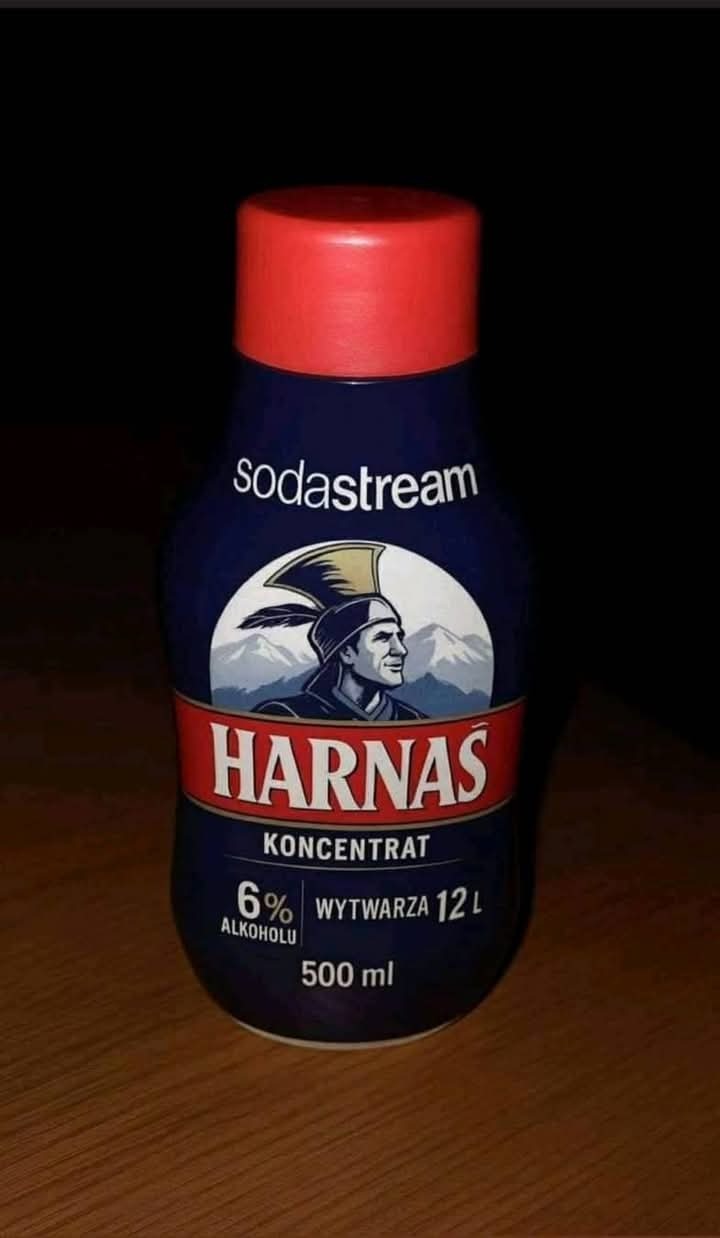 sodastream
HARNAŚ
KONCENTRAT
6%
ALKOHOLU
WYTWARZA 12 L
500 ml